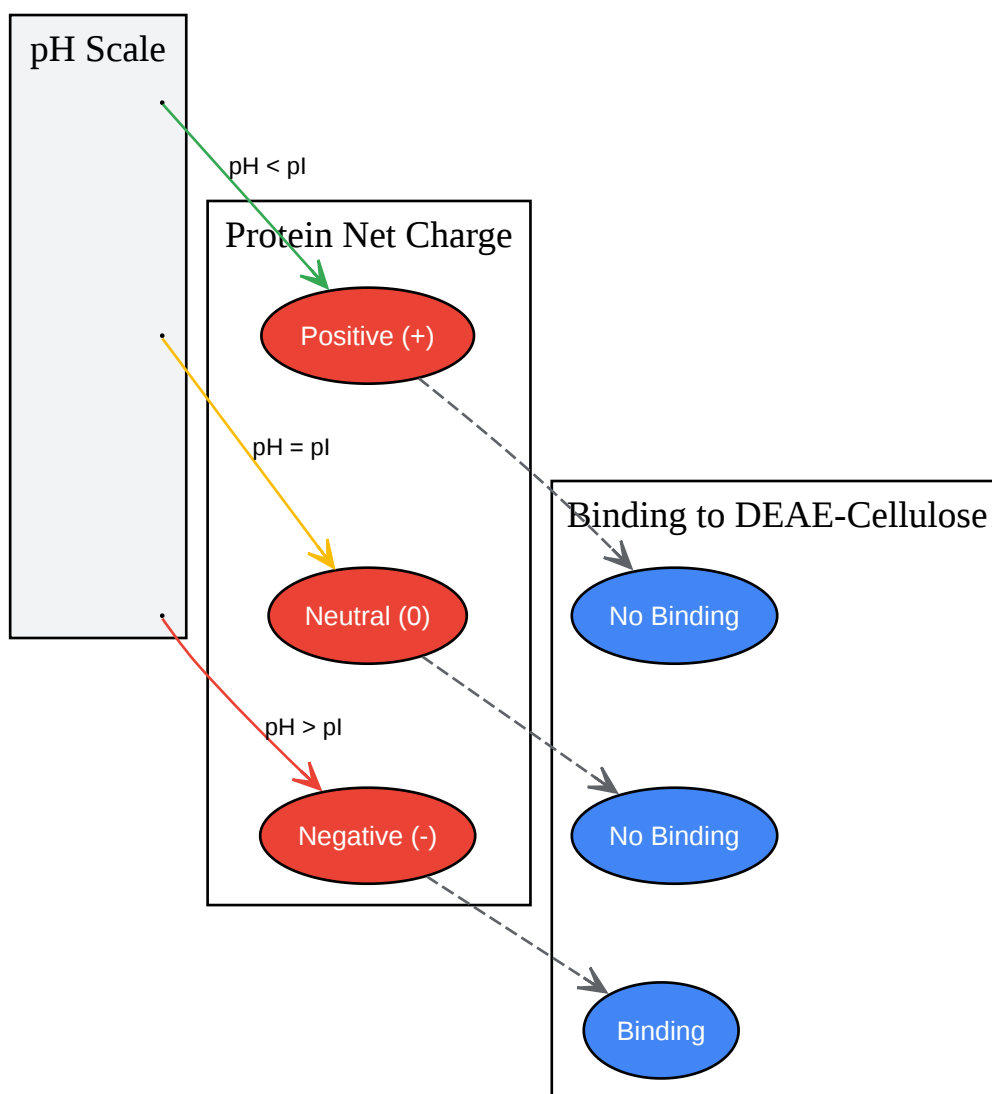 pH Scale
pH < pI
Protein Net Charge
Positive (+)
pH = pI
Binding to DEAE-Cellulose
Neutral (0)
No Binding
pH > pI
Negative (-)
No Binding
Binding